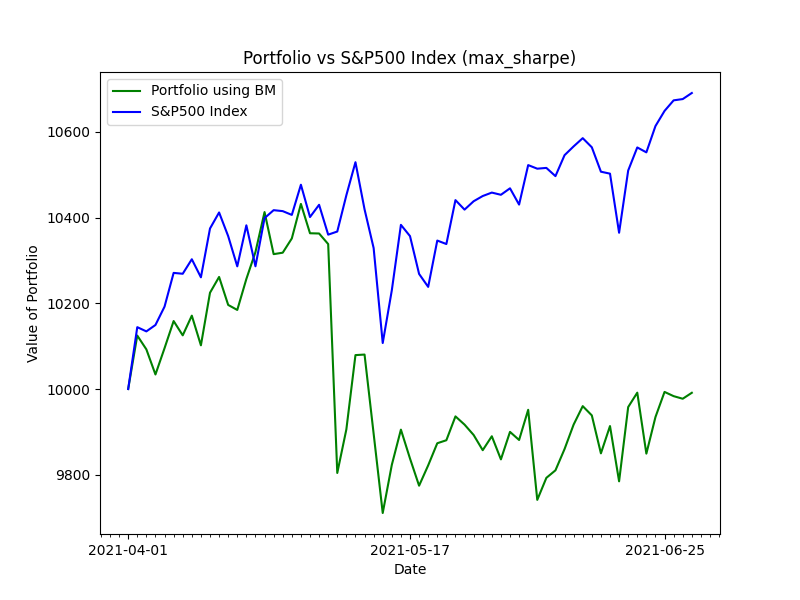 Portfolio vs S&P500 Index (max_sharpe)
Portfolio using BM
S&P500 Index
10600
10400
10200
10000
9800
Value of Portfolio
2021-04-01
2021-05-17
2021-06-25
Date